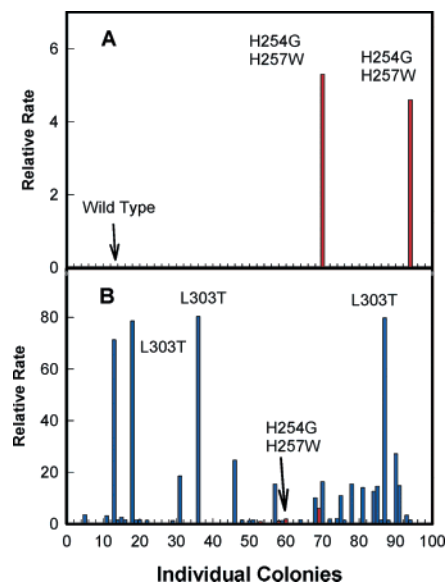 A
H254G
H257W
H254G
H257W
6
4
2
0
Relative Rate
Wild Type
B
L303T
L303T
L303T
80
60
40
20
0
Relative Rate
H254G
H257W
0 10 20 30 40 50 60 70 80 90 100
Individual Colonies